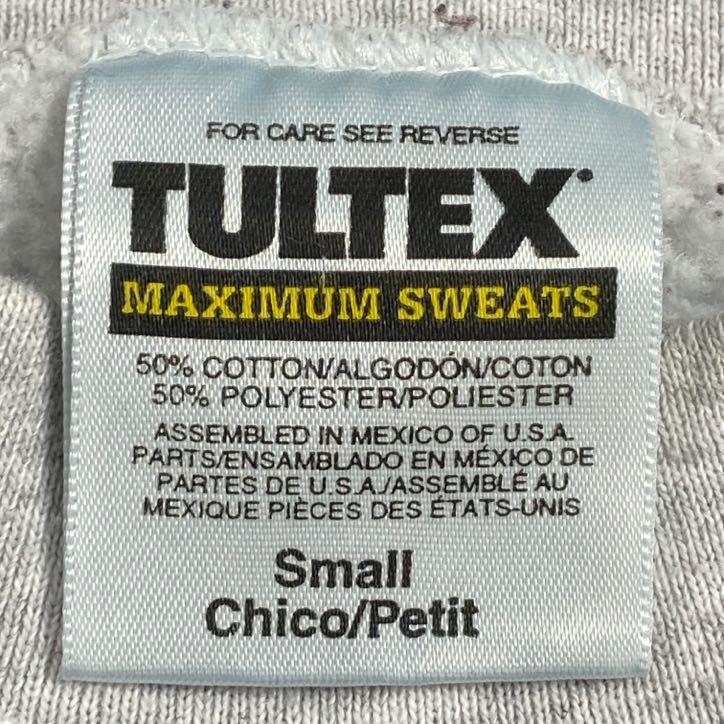 FOR CARE SEE REVERSE
TULTEX
MAXIMUM SWEATS
50% COTTON/ALGODÓN/COTON
50% POLYESTER/POLIESTER
ASSEMBLED IN MEXICO OF U.S.A.
PARTS/ENSAMBLADO EN MÉXICO DE
PARTES DE U.S.A./ASSEMBLÉ AU
MEXIQUE PIÈCES DES ÉTATS-UNIS
Small
Chico/Petit